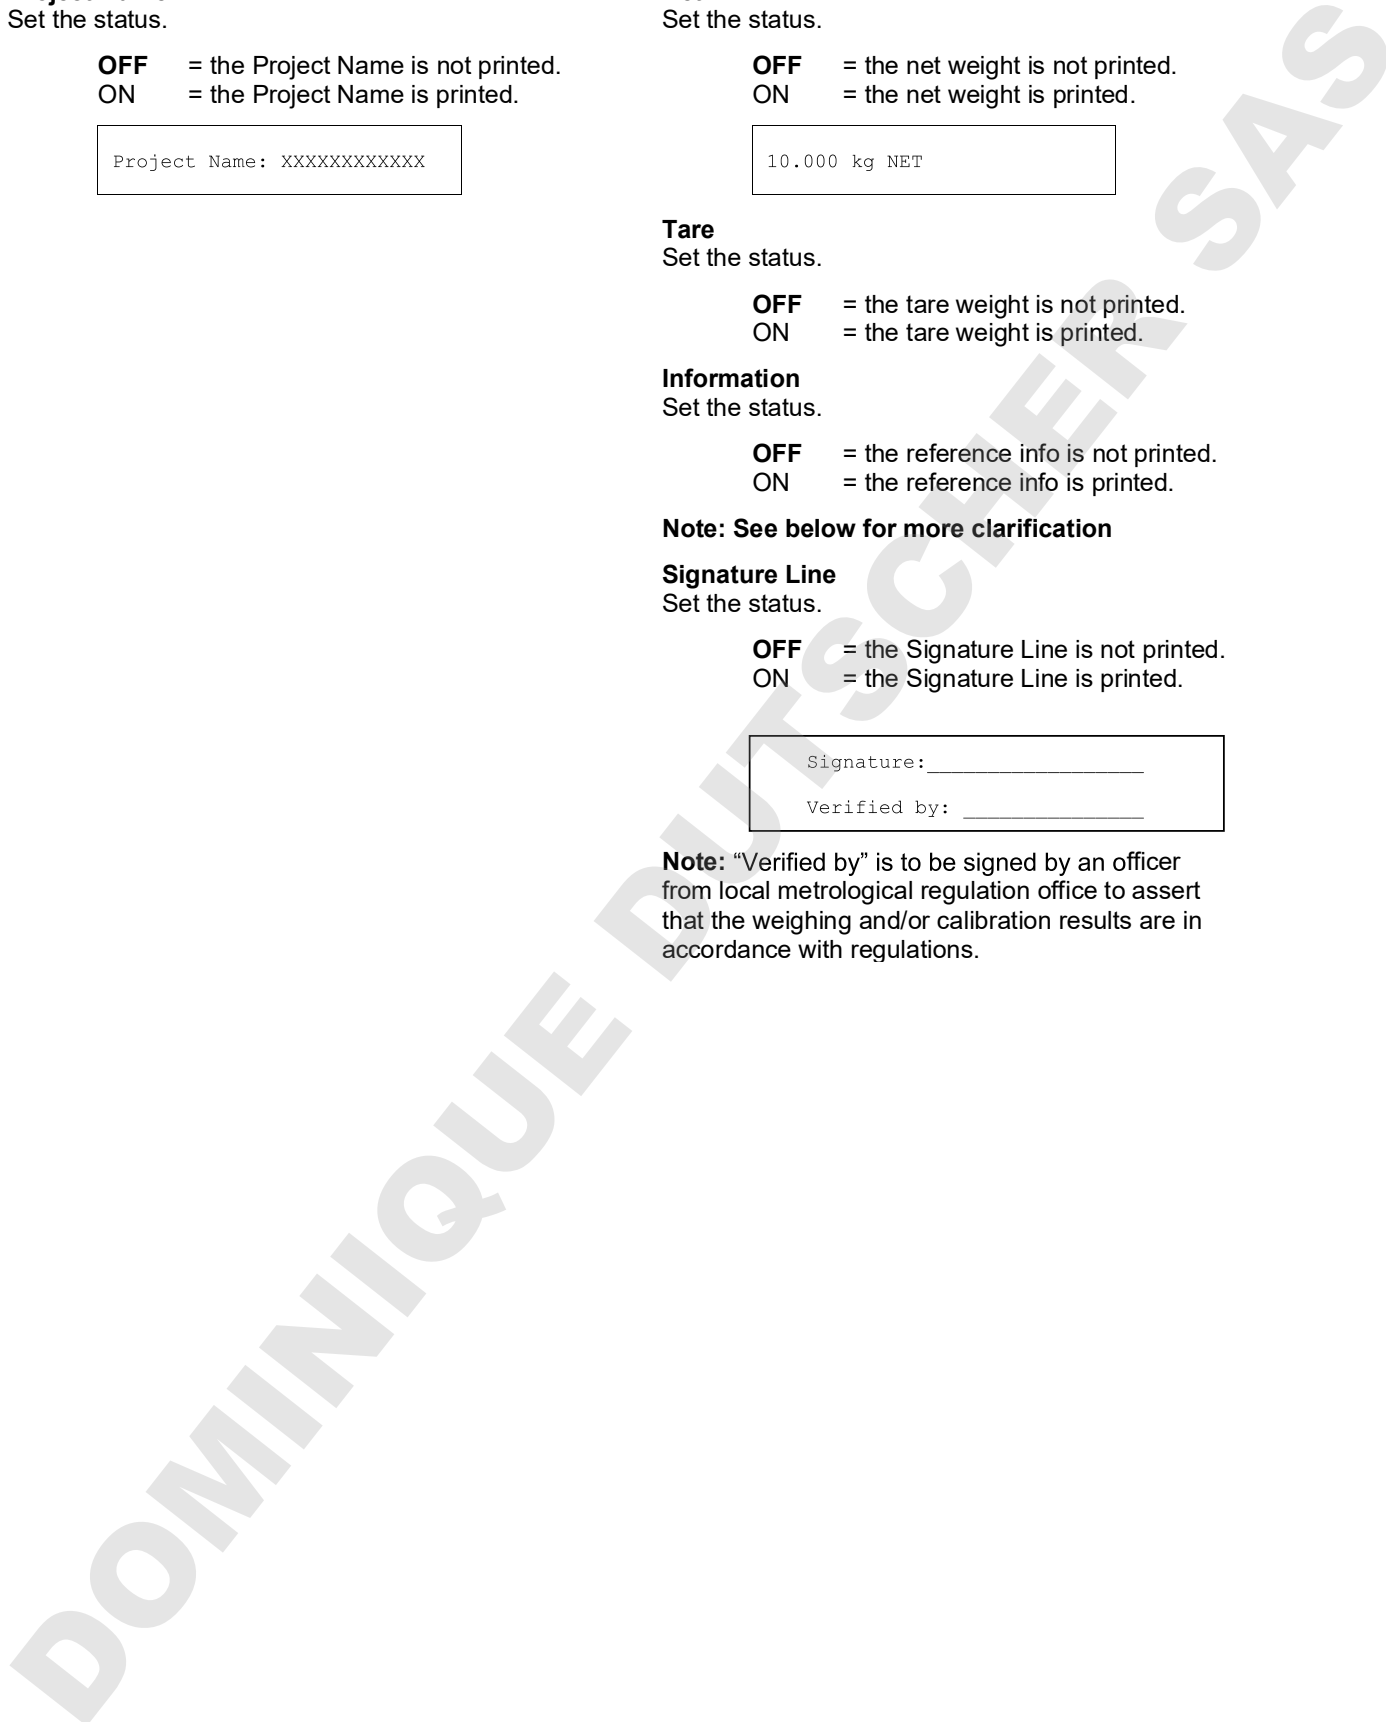 Set the status.
OFF = the Project Name is not printed.
ON = the Project Name is printed.
Project Name: XXXXXXXXXXXX
Set the status.
OFF = the net weight is not printed.
ON = the net weight is printed.
10.000 kg NET
Tare
Set the status.
OFF = the tare weight is not printed.
ON = the tare weight is printed.
Information
Set the status.
OFF = the reference info is not printed.
ON = the reference info is printed.
Note: See below for more clarification
Signature Line
Set the status.
OFF = the Signature Line is not printed.
ON = the Signature Line is printed.
Signature:__________________
Verified by: _______________
Note: “Verified by” is to be signed by an officer
from local metrological regulation office to assert
that the weighing and/or calibration results are in
accordance with regulations.
DOMINIQUE DUTSCHER SAS